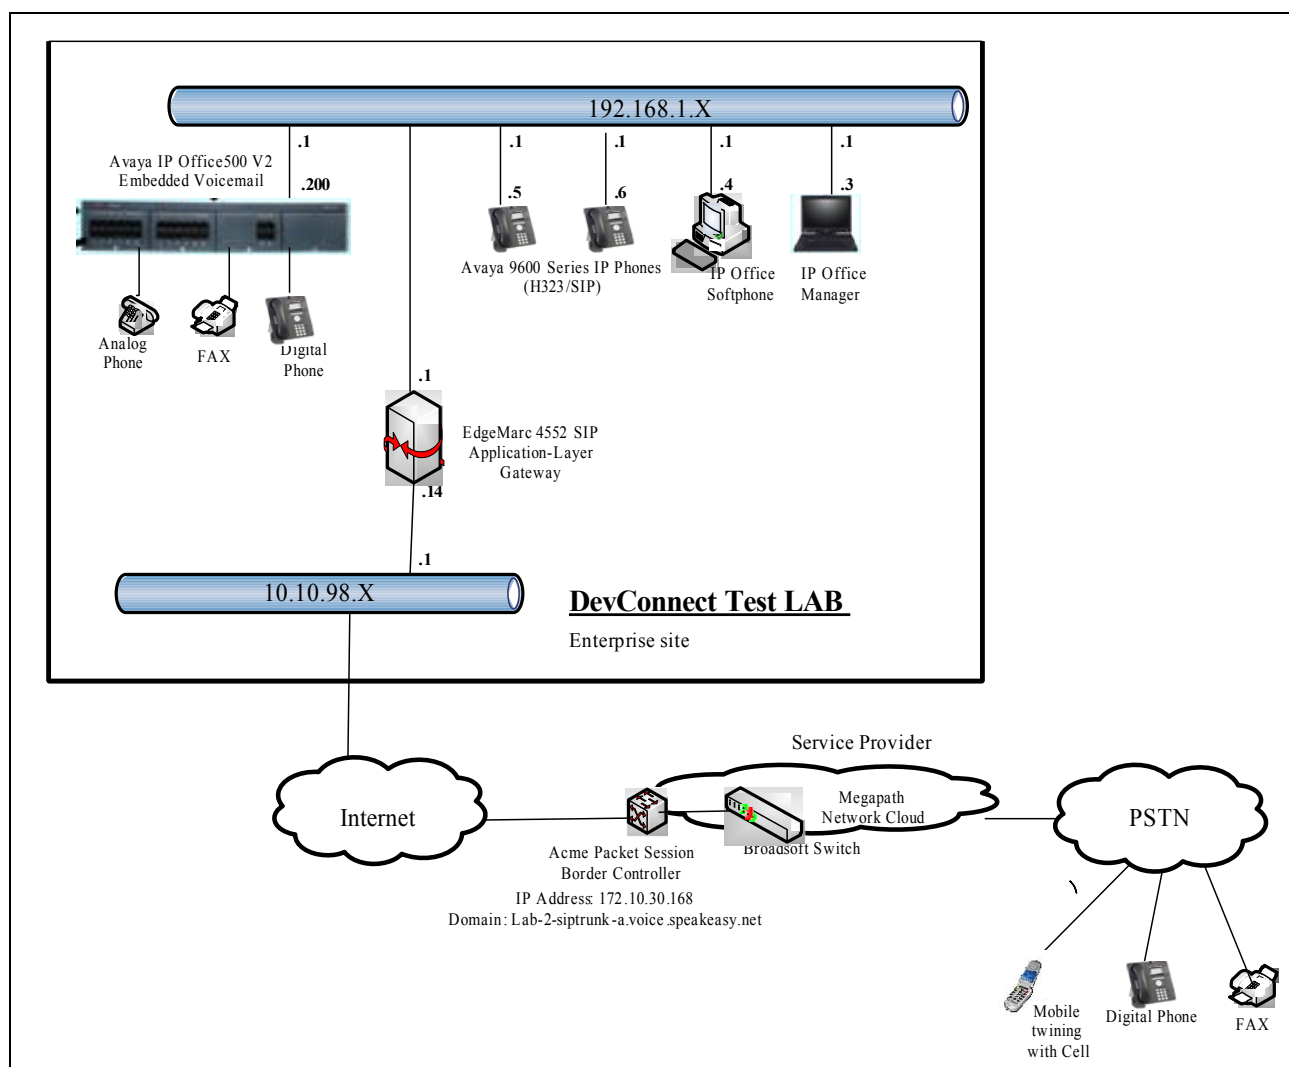 192.168.1.X
.1
.1
.1
.1
.1
Avaya IP Office500 V2
Embedded Voicemail
.200
.5
.6
.4
.3
Avaya 9600 Series IP Phones
(H323/SIP)
IP Office
Softphone
IP Office
Manager
Analog
Phone
FAX
Digital
Phone
.1
EdgeMarc 4552 SIP
Application-Layer
Gateway
.14
.1
10.10.98.X
DevConnect Test LAB
Enterprise site
Service Provider
Internet
Megapath
Network Cloud
PSTN
Broadsoft Switch
Acme Packet Session
Border Controller
IP Address: 172.10.30.168
Domain: Lab-2-siptrunk-a.voice.speakeasy.net
Mobile
twining
with Cell
Digital Phone
FAX